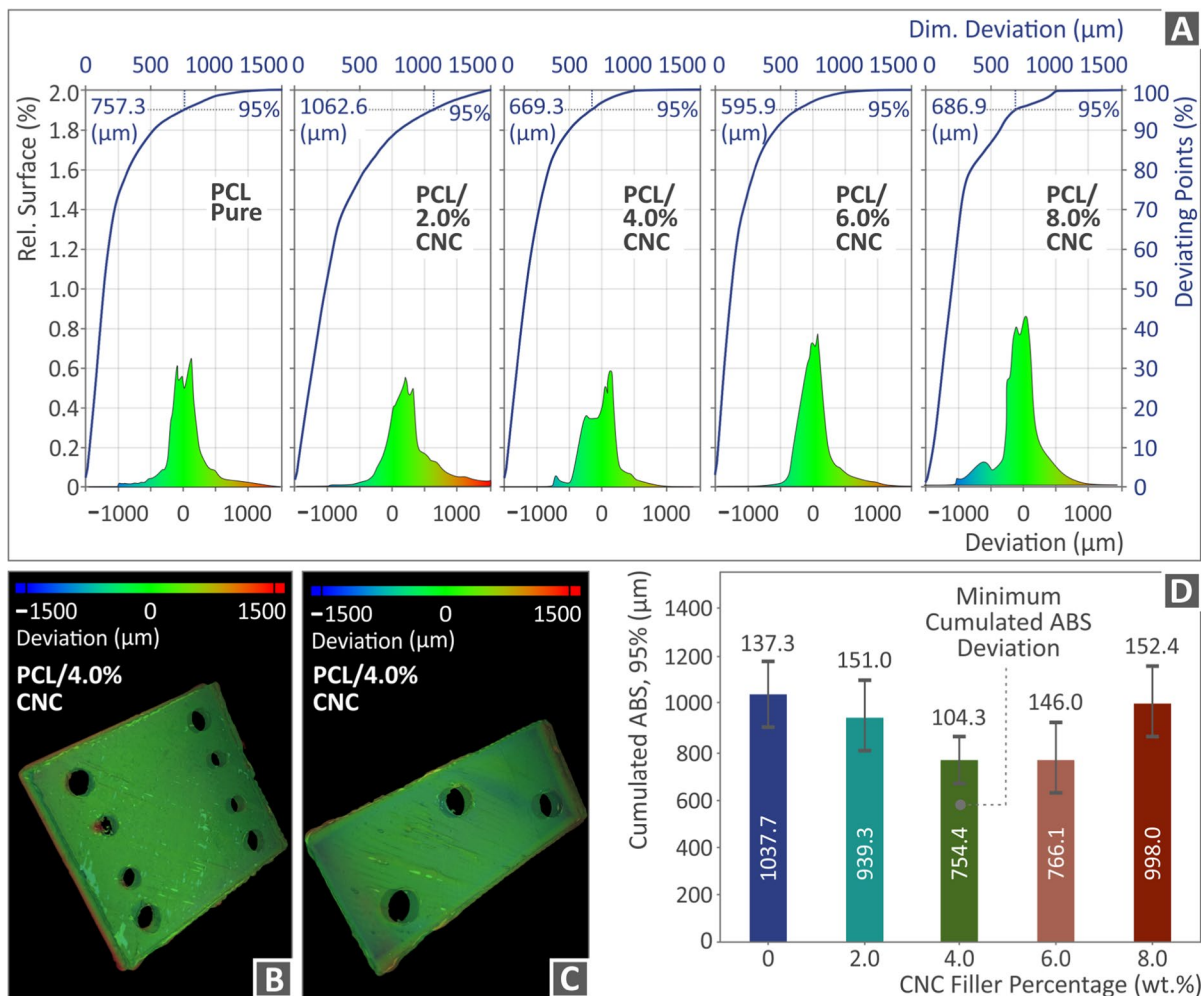 A
Dim. Deviation (µm)
0 500 1000 1500 500 1000 1500 500 1000 1500 500 1000 1500 500 1000 1500
2.0 757.3 (µm) 95% 1062.6 (µm) 95% 669.3 (µm) 95% 595.9 (µm) 95% 686.9 (µm) 95% 100
1.8 90
1.6 80
1.4 70
1.2 60
1.0 50
0.8 40
0.6 30
0.4 20
0.2 10
0 0
Rel. Surface (%)
Deviating Points (%)
PCL
Pure
PCL/
2.0%
CNC
PCL/
4.0%
CNC
PCL/
6.0%
CNC
PCL/
8.0%
CNC
−1000 0 1000 −1000 0 1000 −1000 0 1000 −1000 0 1000 −1000 0 1000
Deviation (µm)
−1500 0 1500
Deviation (µm)
PCL/4.0%
CNC
B
−1500 0 1500
Deviation (µm)
PCL/4.0%
CNC
C
D
Cumulated ABS, 95% (µm)
1400
1200
1000
800
600
400
200
0
Minimum
Cumulated ABS
Deviation
137.3 151.0 104.3 146.0 152.4
1037.7 939.3 754.4 766.1 998.0
0 2.0 4.0 6.0 8.0
CNC Filler Percentage (wt.%)